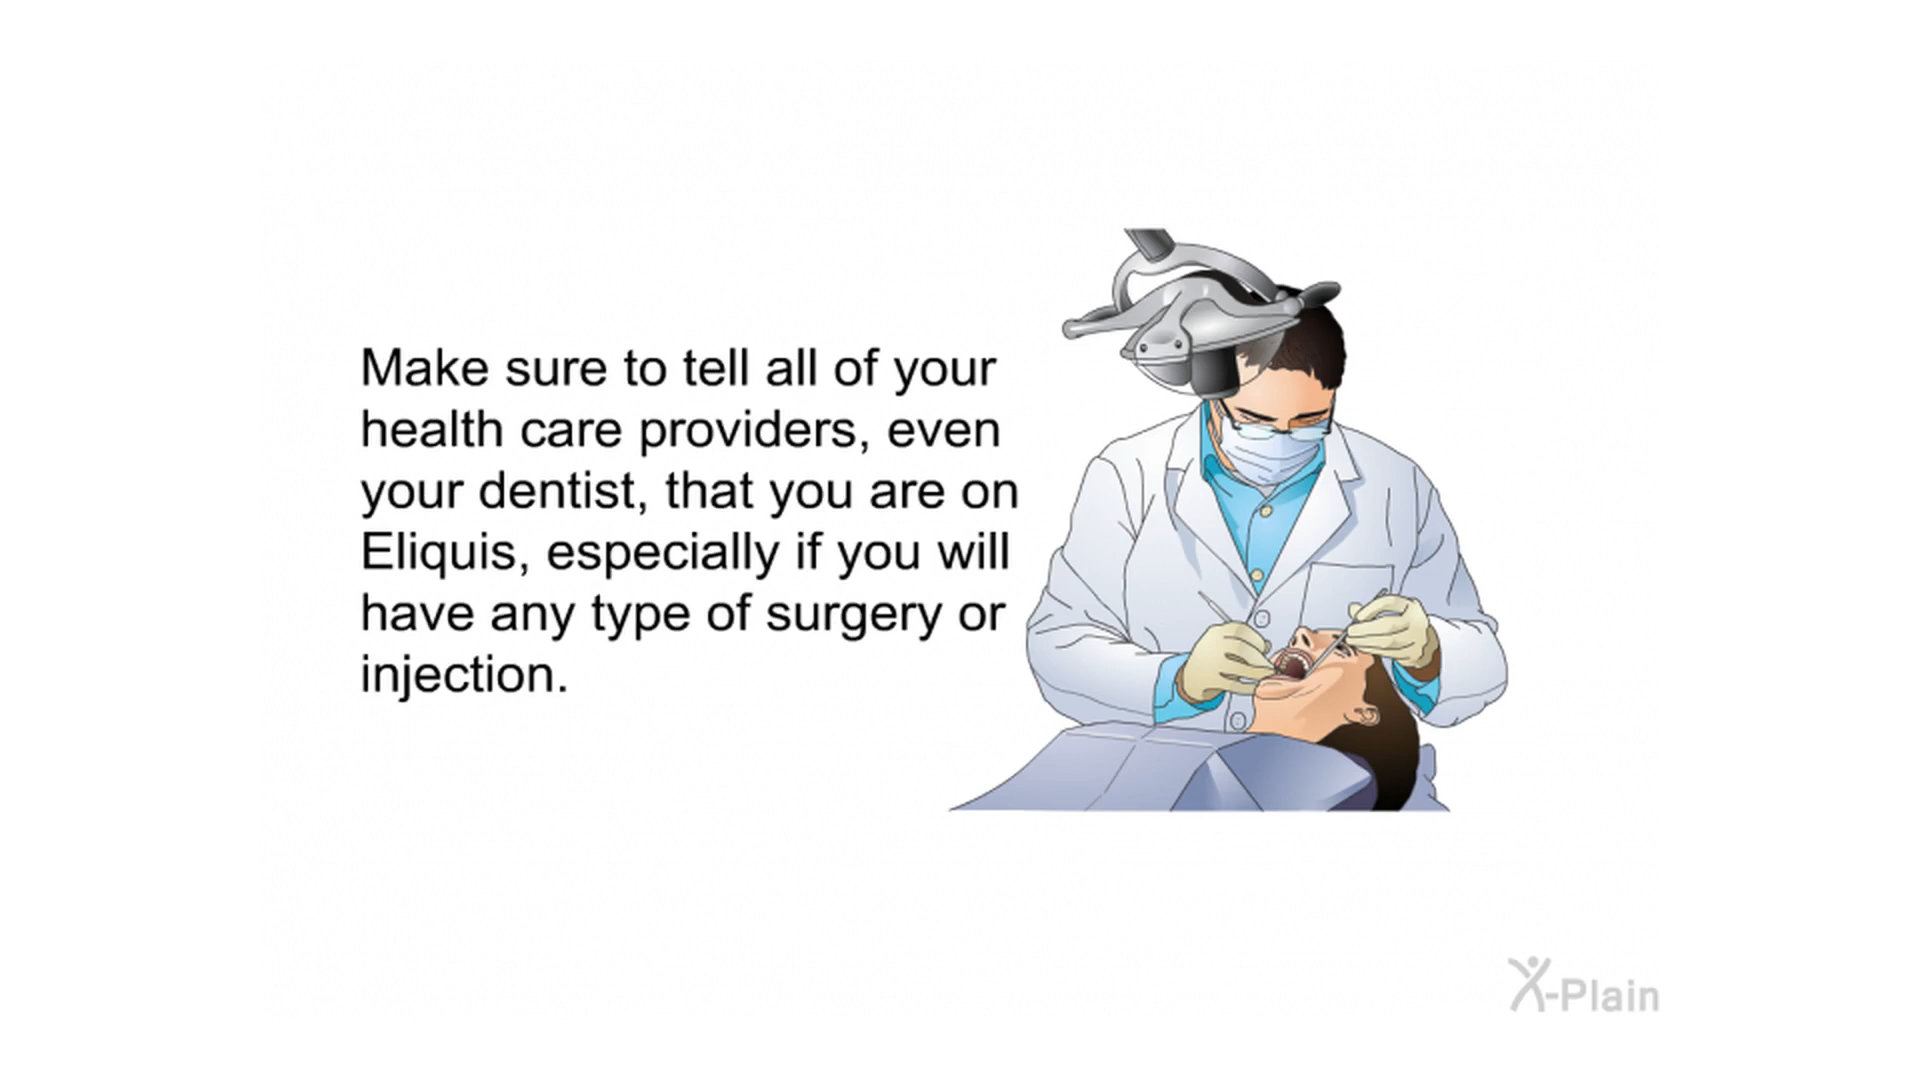 Make sure to tell all of your
health care providers, even
your dentist, that you are on
Eliquis, especially if you will
have any type of surgery or
injection.
X-Plain